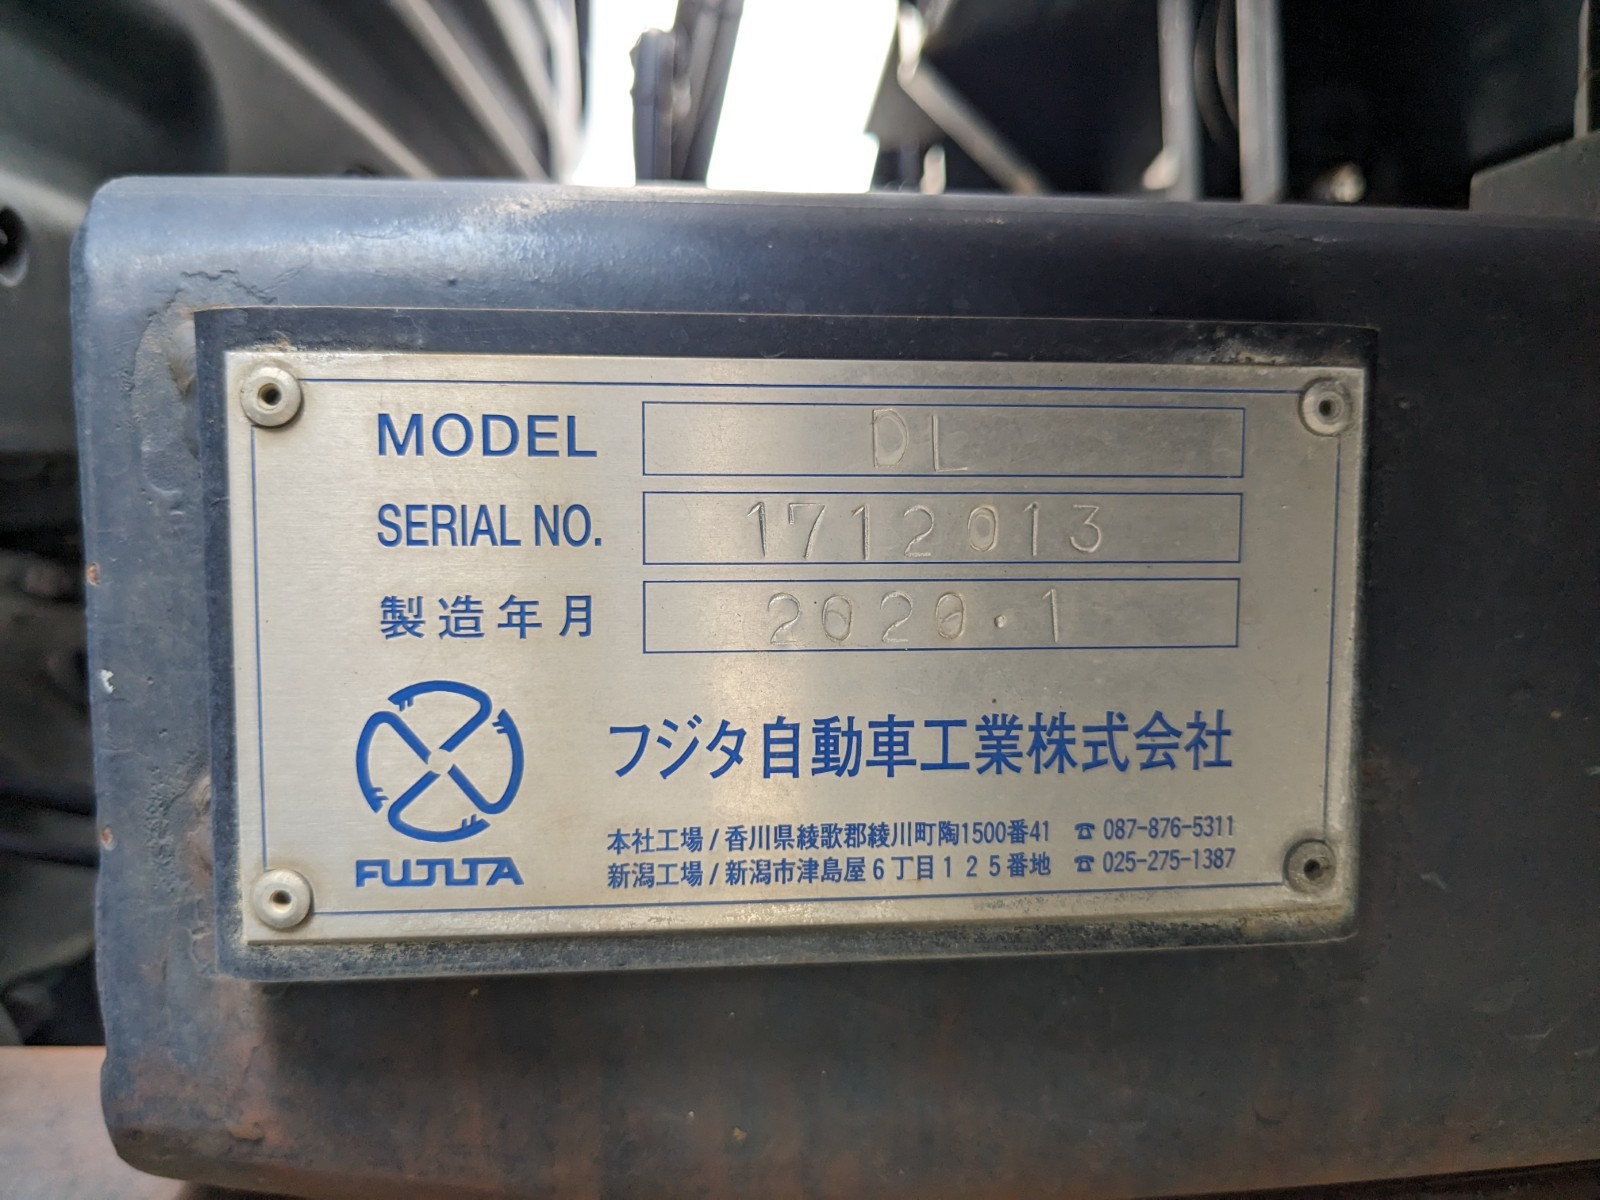 MODEL DL
SERIAL NO. 1712013
製造年月 2020・1
フジタ自動車工業株式会社
FUJITA
本社工場/香川県綾歌郡綾川町陶1500番41 ☎ 087-876-5311
新潟工場/新潟市津島屋6丁目125番地 ☎ 025-275-1387